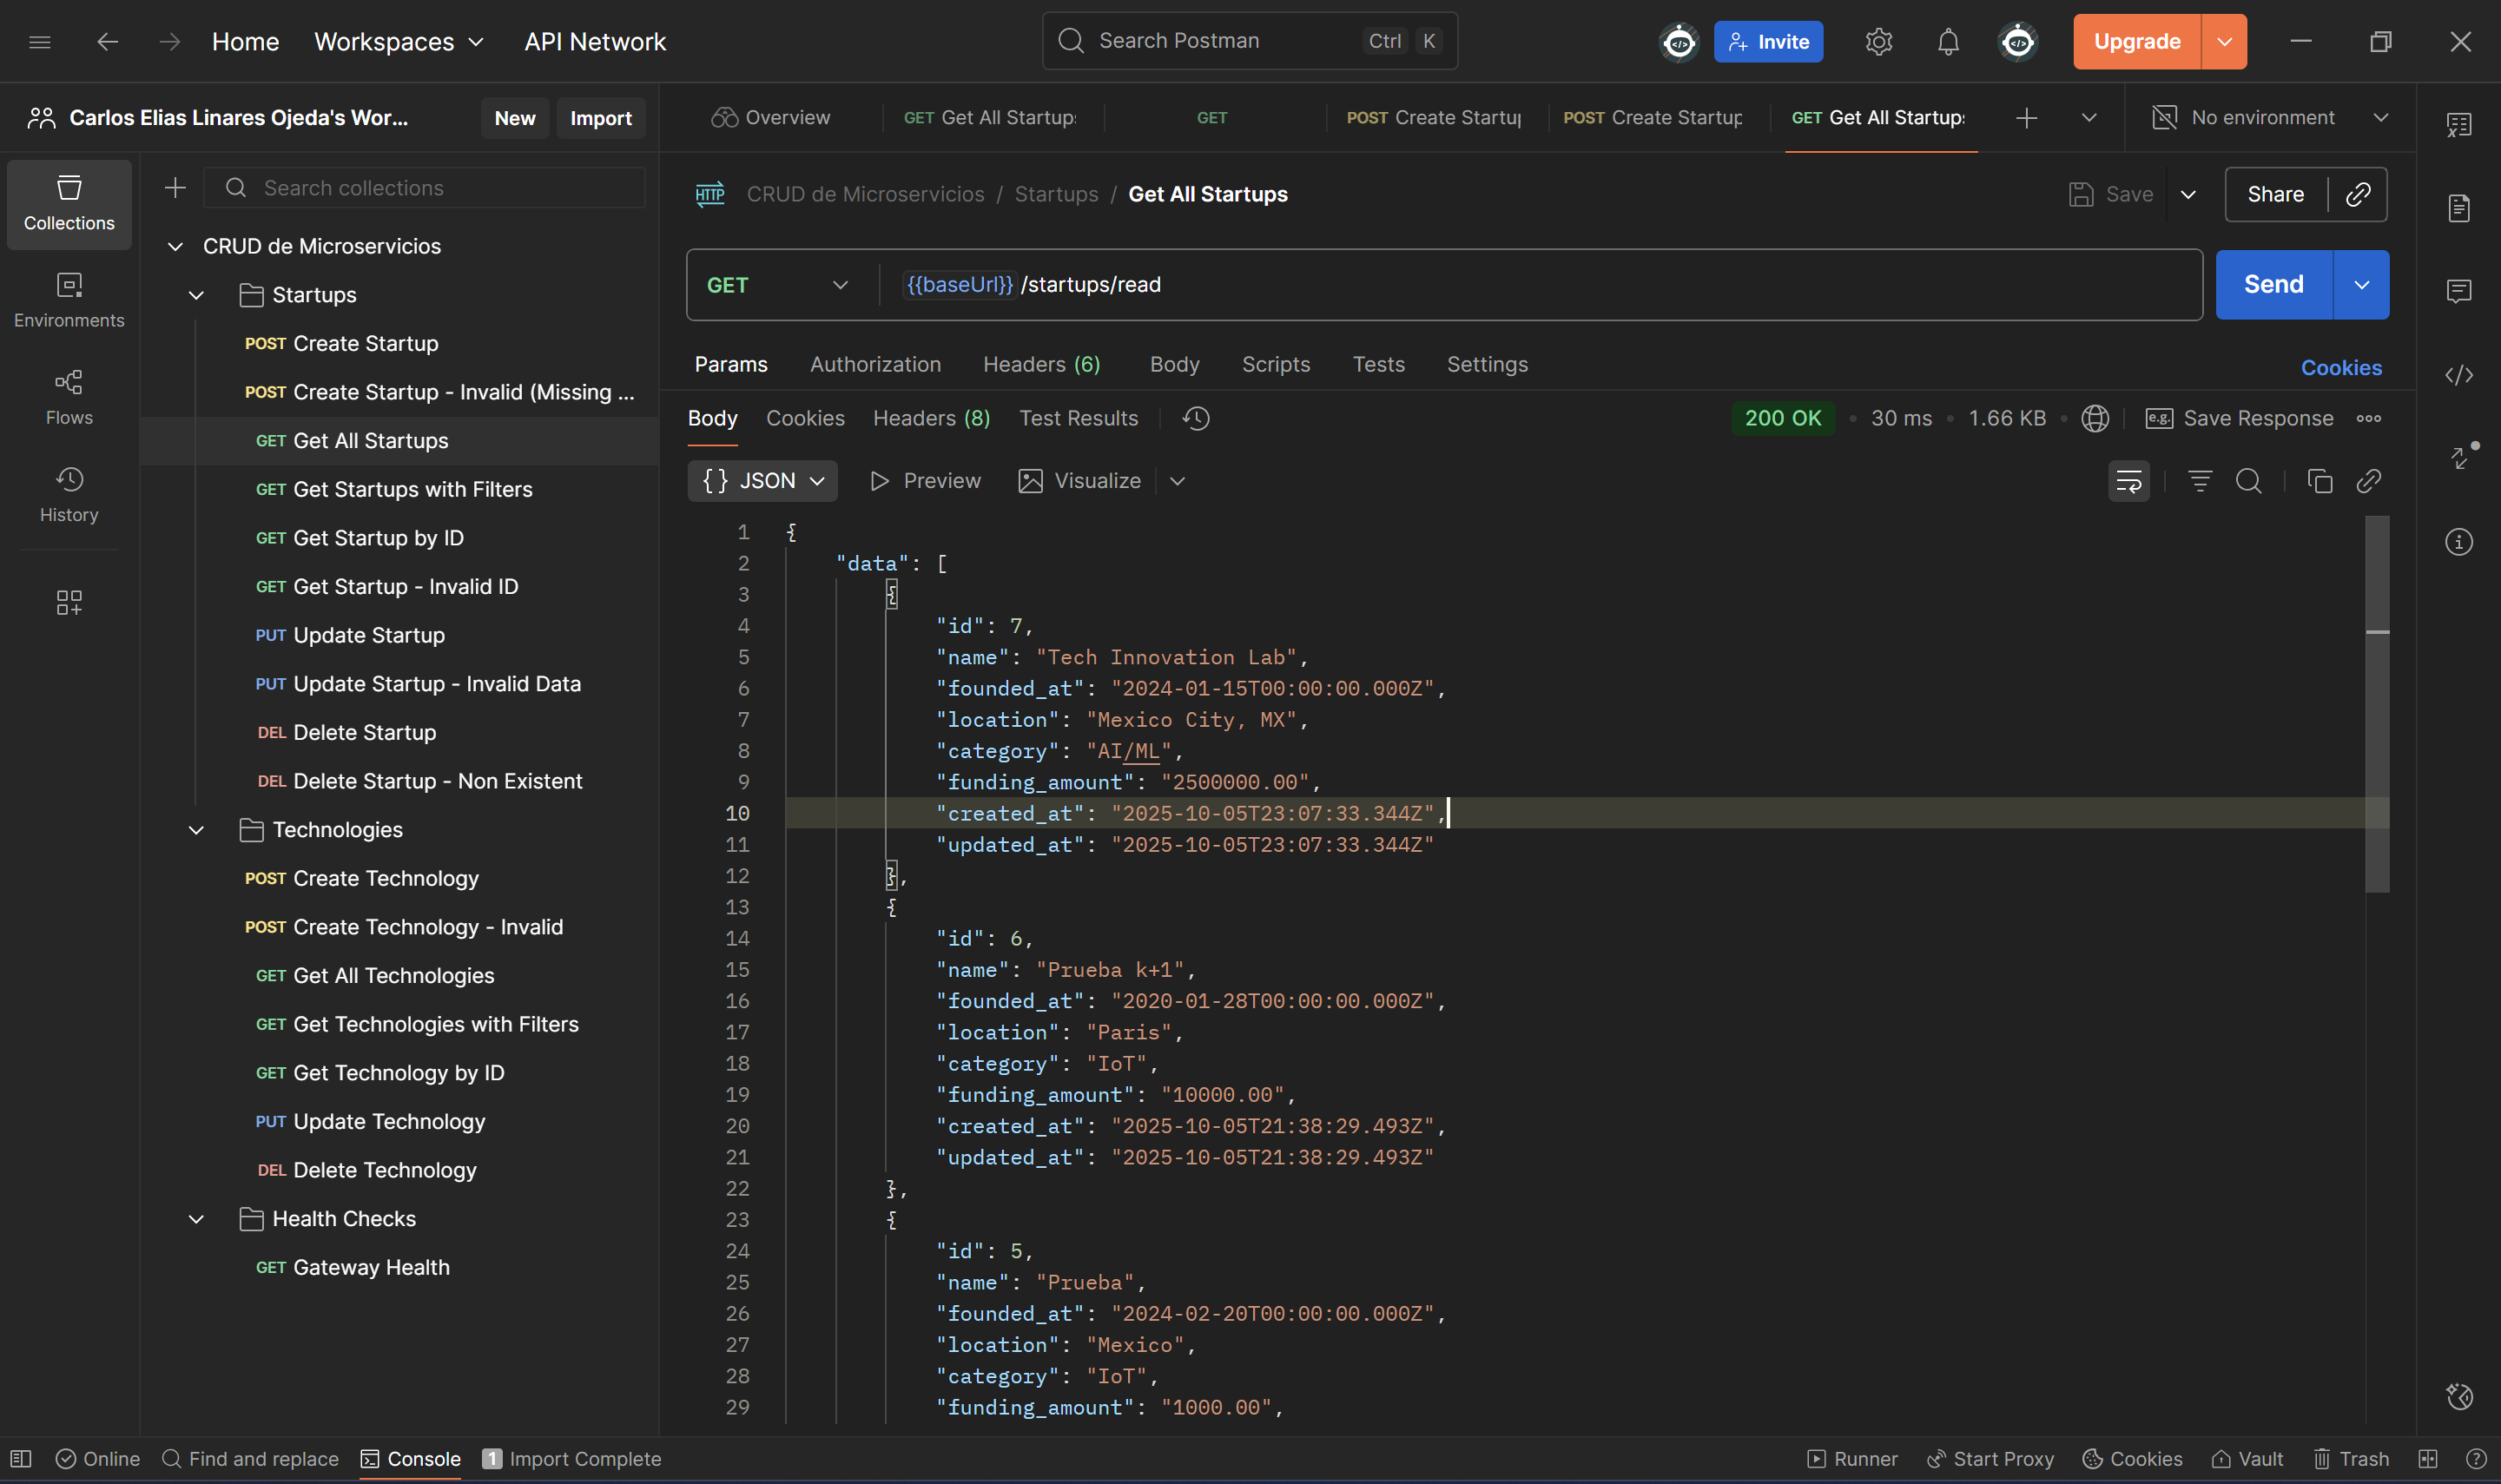 Home Workspaces API Network Search Postman Ctrl K Invite Upgrade
Carlos Elias Linares Ojeda's Wor... New Import
Overview GET Get All Startups GET POST Create Startup POST Create Startup GET Get All Startups No environment
Collections
Environments
Flows
History
Search collections
CRUD de Microservicios
Startups
POST Create Startup
POST Create Startup - Invalid (Missing ...
GET Get All Startups
GET Get Startups with Filters
GET Get Startup by ID
GET Get Startup - Invalid ID
PUT Update Startup
PUT Update Startup - Invalid Data
DEL Delete Startup
DEL Delete Startup - Non Existent
Technologies
POST Create Technology
POST Create Technology - Invalid
GET Get All Technologies
GET Get Technologies with Filters
GET Get Technology by ID
PUT Update Technology
DEL Delete Technology
Health Checks
GET Gateway Health
HTTP CRUD de Microservicios / Startups / Get All Startups Save Share
GET {{baseUrl}}/startups/read Send
Params Authorization Headers (6) Body Scripts Tests Settings Cookies
Body Cookies Headers (8) Test Results 200 OK • 30 ms • 1.66 KB • e.g. Save Response
{} JSON Preview Visualize
1 {
2 "data": [
3 {
4 "id": 7,
5 "name": "Tech Innovation Lab",
6 "founded_at": "2024-01-15T00:00:00.000Z",
7 "location": "Mexico City, MX",
8 "category": "AI/ML",
9 "funding_amount": "2500000.00",
10 "created_at": "2025-10-05T23:07:33.344Z",
11 "updated_at": "2025-10-05T23:07:33.344Z"
12 },
13 {
14 "id": 6,
15 "name": "Prueba k+1",
16 "founded_at": "2020-01-28T00:00:00.000Z",
17 "location": "Paris",
18 "category": "IoT",
19 "funding_amount": "10000.00",
20 "created_at": "2025-10-05T21:38:29.493Z",
21 "updated_at": "2025-10-05T21:38:29.493Z"
22 },
23 {
24 "id": 5,
25 "name": "Prueba",
26 "founded_at": "2024-02-20T00:00:00.000Z",
27 "location": "Mexico",
28 "category": "IoT",
29 "funding_amount": "1000.00",
Online Find and replace Console 1 Import Complete Runner Start Proxy Cookies Vault Trash